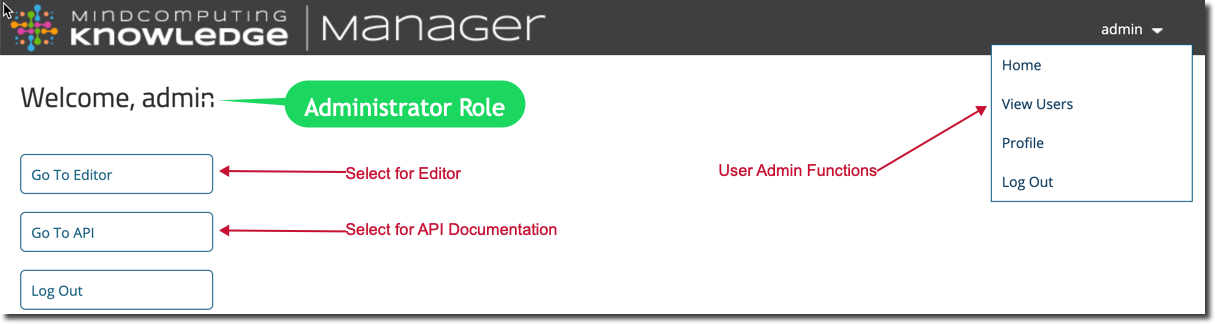 MINDCOMPUTING
KNOWLEDGE
Manager
admin
Home
View Users
Profile
Log Out
Welcome, admin
Administrator Role
Go To Editor
Select for Editor
User Admin Functions
Go To API
Select for API Documentation
Log Out